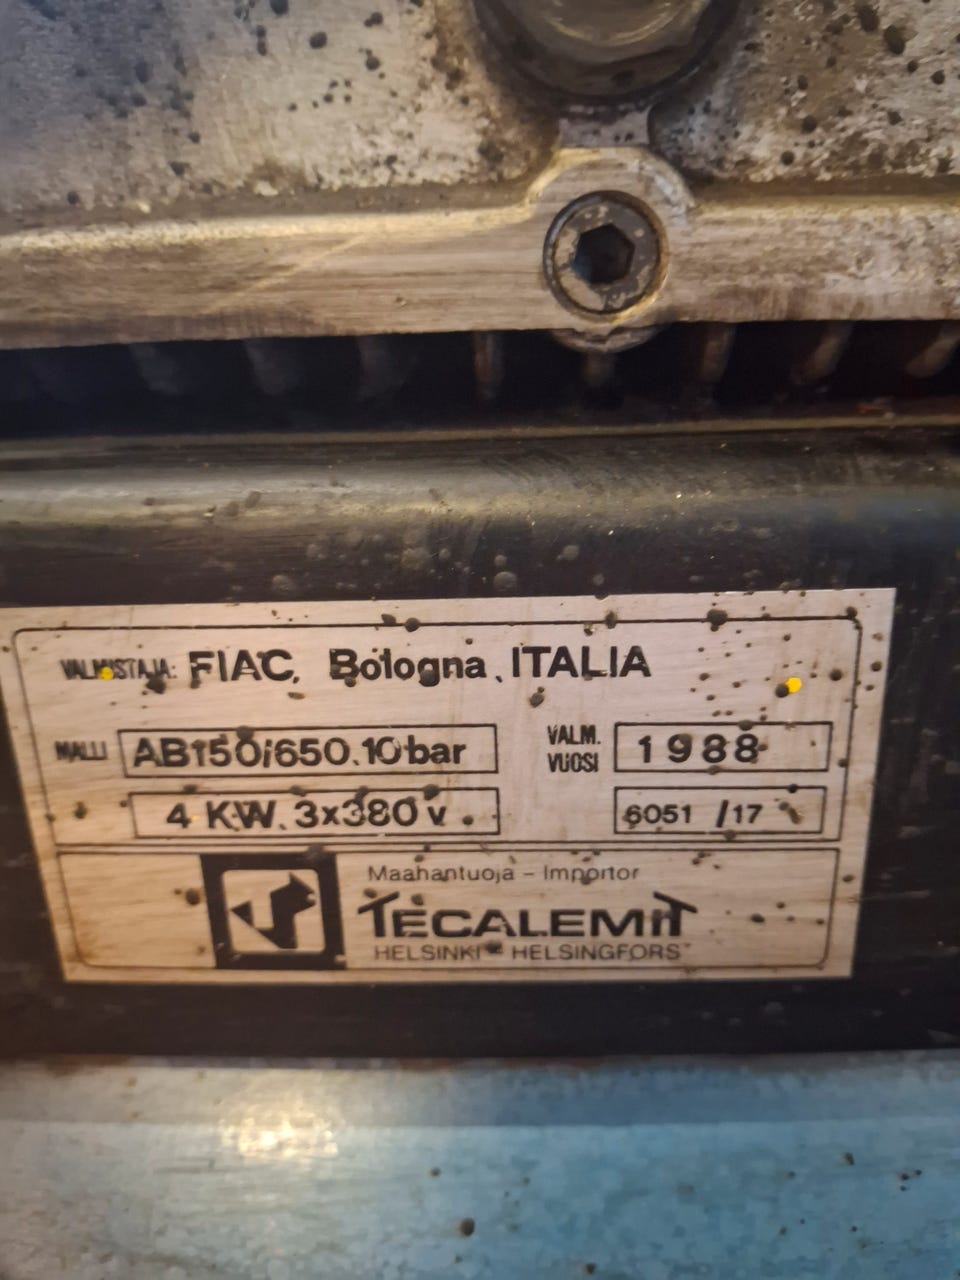 VALMISTAJA: FIAC, Bologna, ITALIA
MALLI AB150/650.10 bar
VALM. VUOSI 1988
4 KW. 3x380 v.
6051 /17
Maahantuoja - Importor
TECALEMIT
HELSINKI - HELSINGFORS